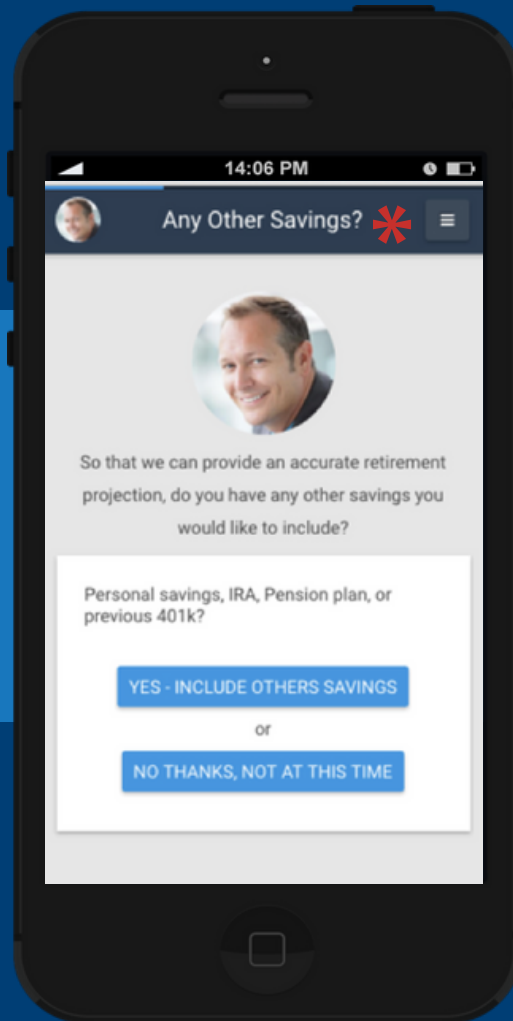 14:06 PM
Any Other Savings? *
So that we can provide an accurate retirement
projection, do you have any other savings you
would like to include?
Personal savings, IRA, Pension plan, or
previous 401k?
YES - INCLUDE OTHERS SAVINGS
or
NO THANKS, NOT AT THIS TIME